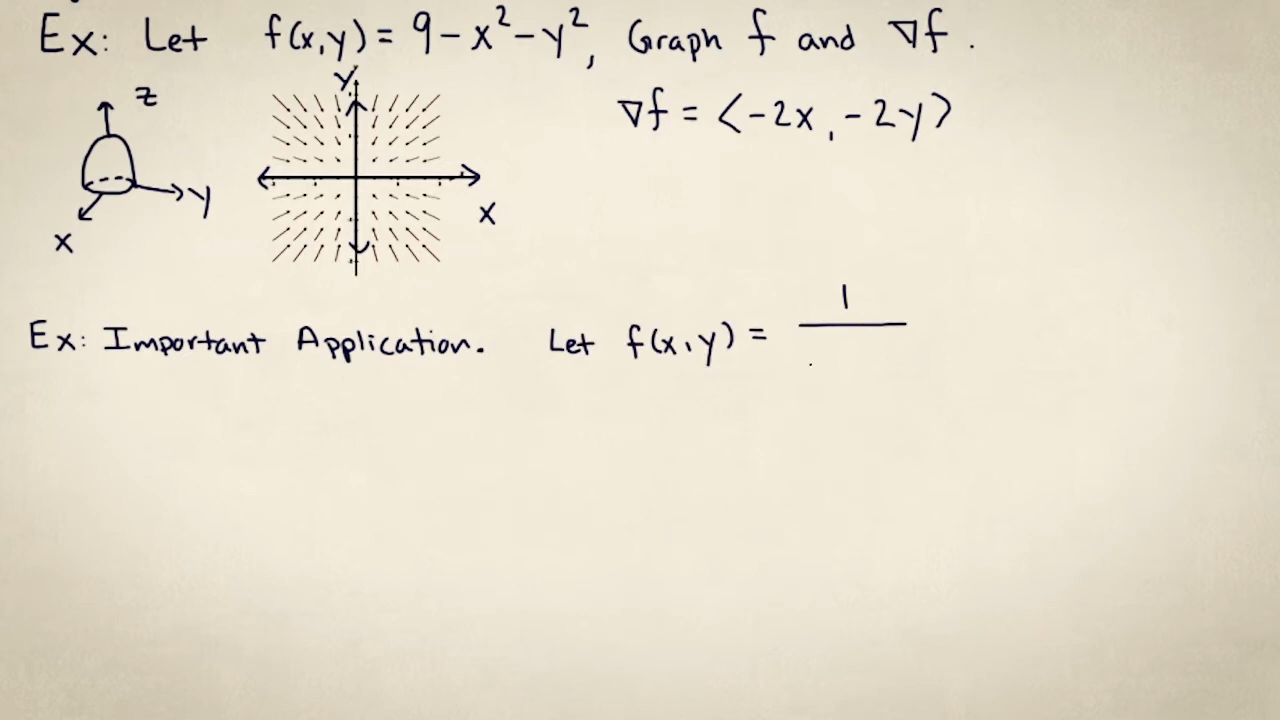 Ex: Let f(x,y) = 9 - x² - y², Graph f and ∇f.
∇f = ⟨-2x, -2y⟩
z
y
x
y
x
Ex: Important Application. Let f(x,y) = 1/